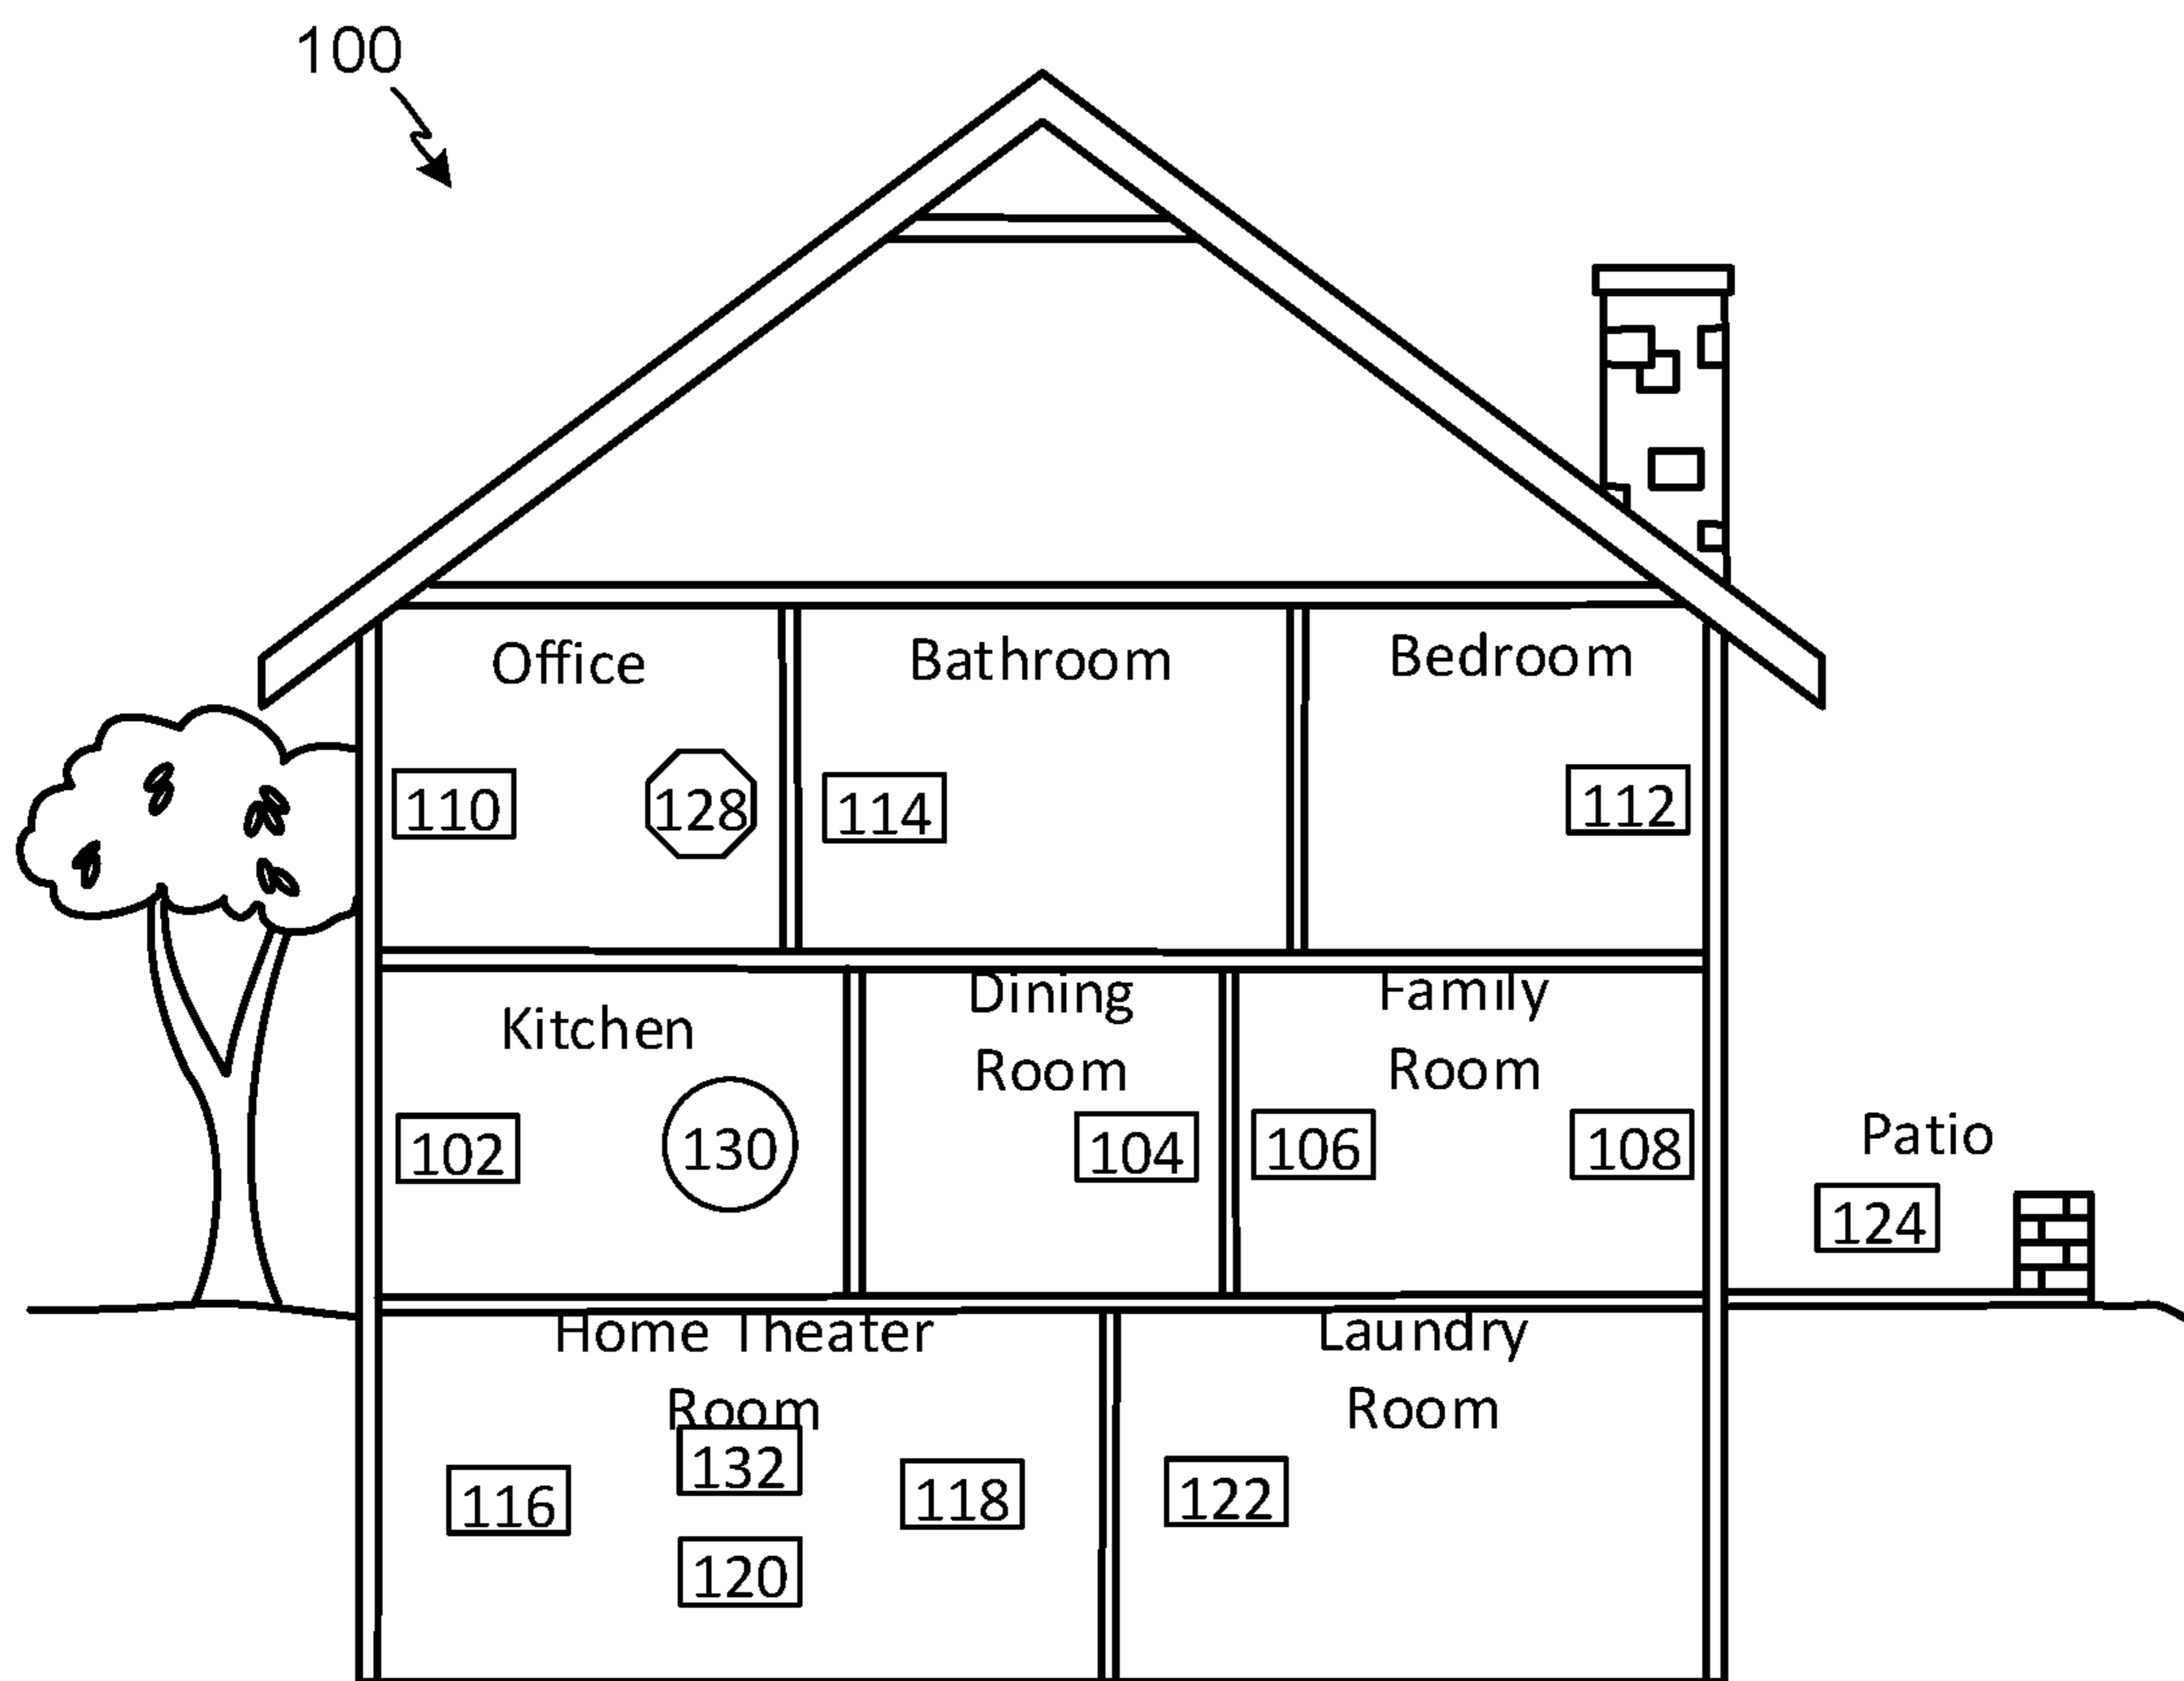 100
Office
Bathroom
Bedroom
110
128
114
112
Kitchen
Dining
Room
Family
Room
102
130
104
106
108
Patio
124
Home Theater
Room
Laundry
Room
132
116
118
122
120